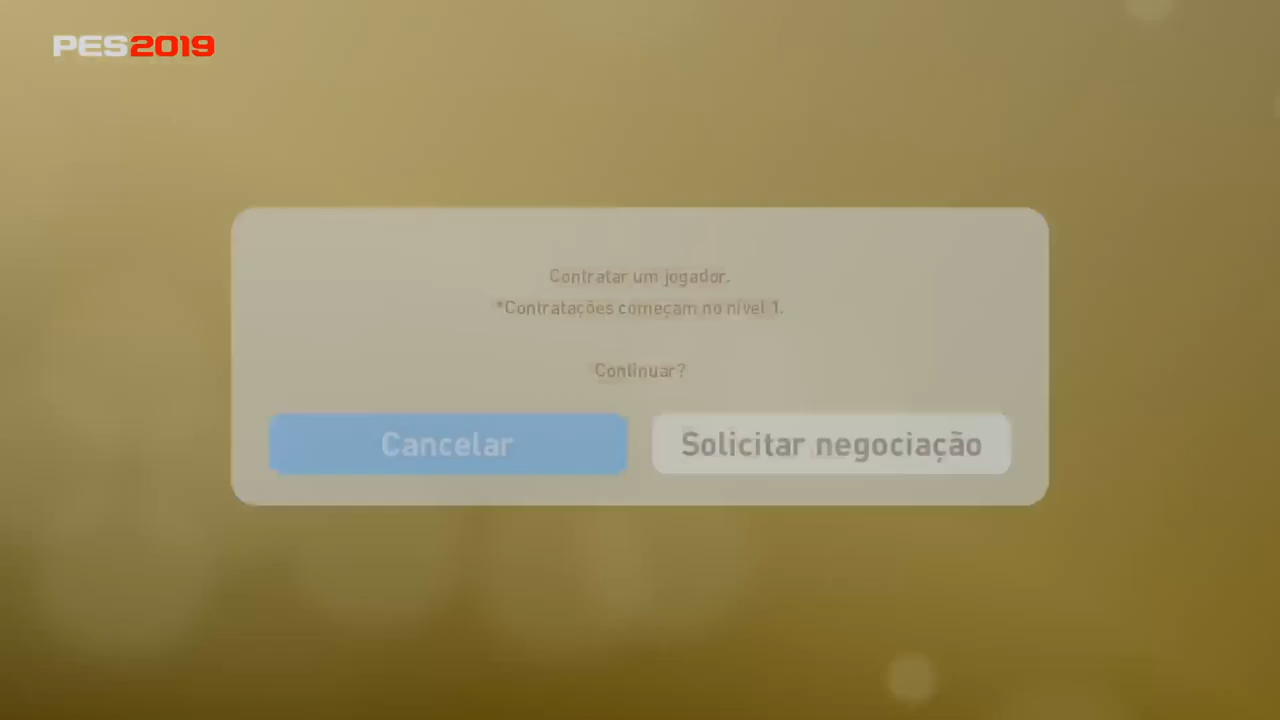 PES2019
Contratar um jogador.
*Contratações começam no nível 1.
Continuar?
Cancelar
Solicitar negociação